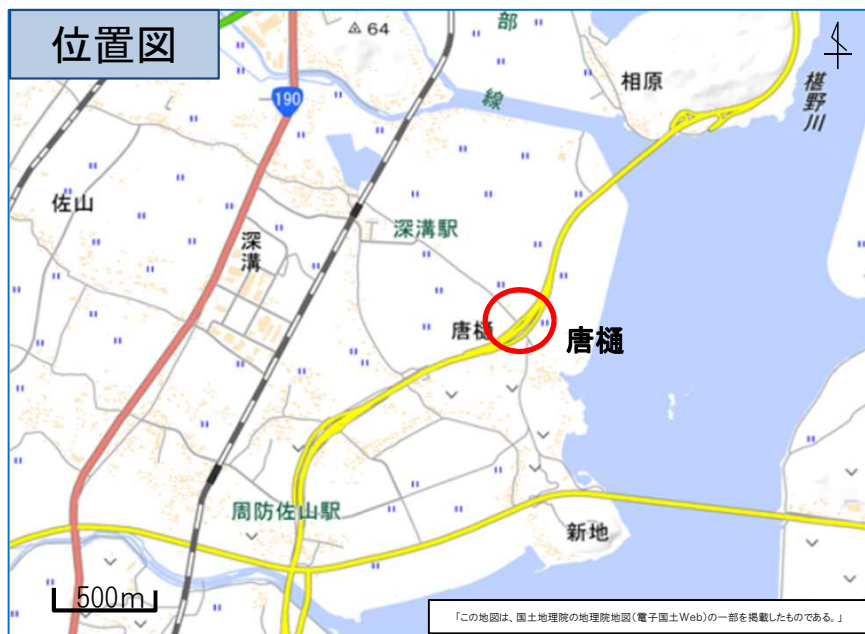 位置図
64
部
線
190
相原
椹野川
佐山
深溝駅
深溝
唐樋
唐樋
周防佐山駅
新地
500m
「この地図は、国土地理院の地理院地図(電子国土Web)の一部を掲載したものである。」